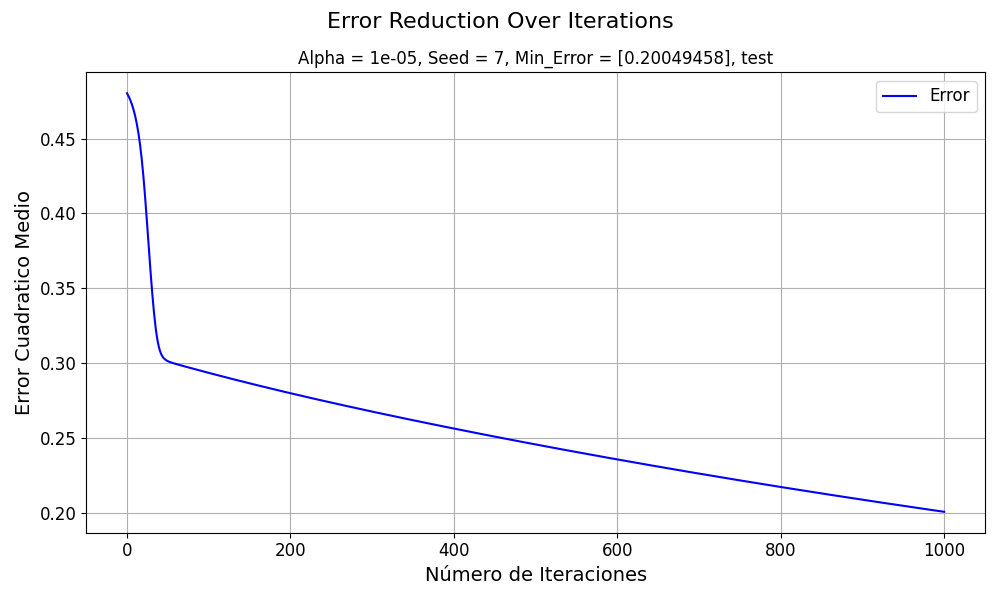 Error Reduction Over Iterations
Alpha = 1e-05, Seed = 7, Min_Error = [0.20049458], test
Error
Error Cuadratico Medio
0.45
0.40
0.35
0.30
0.25
0.20
0 200 400 600 800 1000
Número de Iteraciones